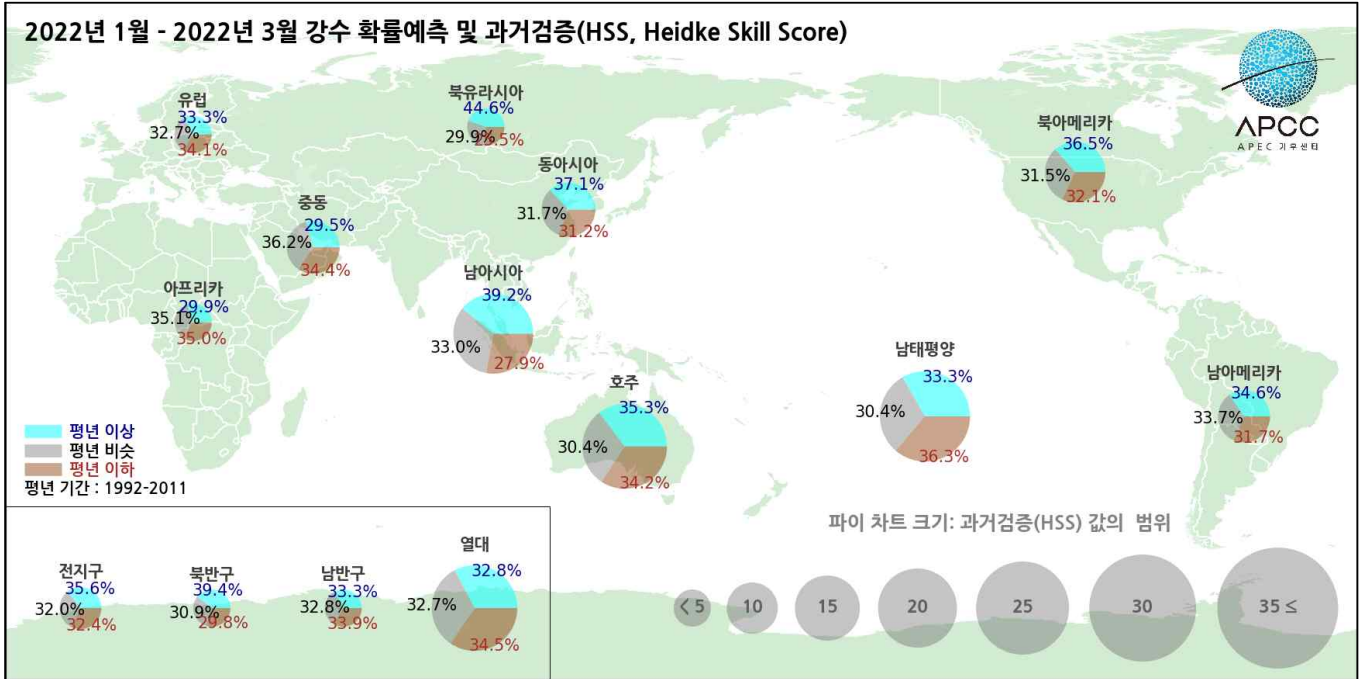 2022년 1월 - 2022년 3월 강수 확률예측 및 과거검증(HSS, Heidke Skill Score)
APCC
APEC 기후센터
유럽
33.3%
32.7%
34.1%
북유라시아
44.6%
29.9%
25.5%
동아시아
37.1%
31.7%
31.2%
북아메리카
36.5%
31.5%
32.1%
중동
29.5%
36.2%
34.4%
아프리카
29.9%
35.1%
35.0%
남아시아
39.2%
33.0%
27.9%
호주
35.3%
30.4%
34.2%
남태평양
33.3%
30.4%
36.3%
남아메리카
34.6%
33.7%
31.7%
평년 이상
평년 비슷
평년 이하
평년 기간 : 1992-2011
파이 차트 크기: 과거검증(HSS) 값의 범위
전지구
35.6%
32.0%
32.4%
북반구
39.4%
30.9%
29.8%
남반구
33.3%
32.8%
33.9%
열대
32.8%
32.7%
34.5%
< 5
10
15
20
25
30
35 ≤